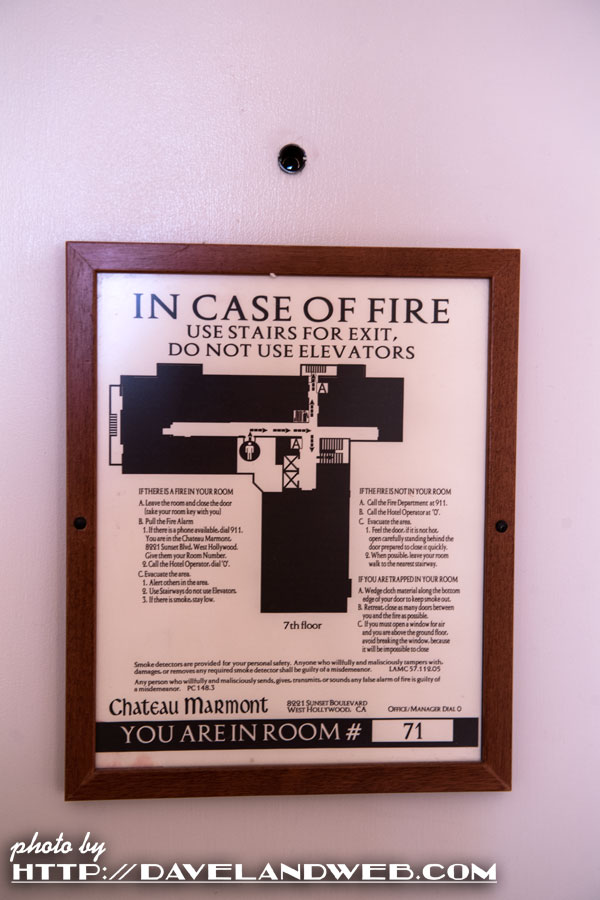 IN CASE OF FIRE
USE STAIRS FOR EXIT,
DO NOT USE ELEVATORS
A
A
IF THERE IS A FIRE IN YOUR ROOM
A. Leave the room and close the door
(take your room key with you)
B. Pull the Fire Alarm
1. If there is a phone available, dial 911.
You are in the Chateau Marmont,
8221 Sunset Blvd. West Hollywood.
Give them your Room Number.
2. Call the Hotel Operator, dial '0'.
C. Evacuate the area.
1. Alert others in the area.
2. Use Stairways do not use Elevators.
3. If there is smoke, stay low.
IF THE FIRE IS NOT IN YOUR ROOM
A. Call the Fire Department at 911.
B. Call the Hotel Operator at '0'.
C. Evacuate the area.
1. Feel the door, if it is not hot,
open carefully standing behind the
door prepared to close it quickly.
2. When possible, leave your room
walk to the nearest stairway.
IF YOU ARE TRAPPED IN YOUR ROOM
A. Wedge cloth material along the bottom
edge of your door to keep smoke out.
B. Retreat, close as many doors between
you and the fire as possible.
C. If you must open a window for air
and you are above the ground floor,
avoid breaking the window, because
it will be impossible to close
7th floor
Smoke detectors are provided for your personal safety. Anyone who willfully and malisciously tampers with,
damages, or removes any required smoke detector shall be guilty of a misdemeanor. LAMC 57.112.05
Any person who willfully and malisciously sends, gives, transmits, or sounds any false alarm of fire is guilty of
a misdemeanor. PC 148.3
Chateau Marmont
8221 Sunset Boulevard
West Hollywood, CA
Office/Manager Dial 0
YOU ARE IN ROOM # 71
photo by
HTTP://DAVELANDWEB.COM